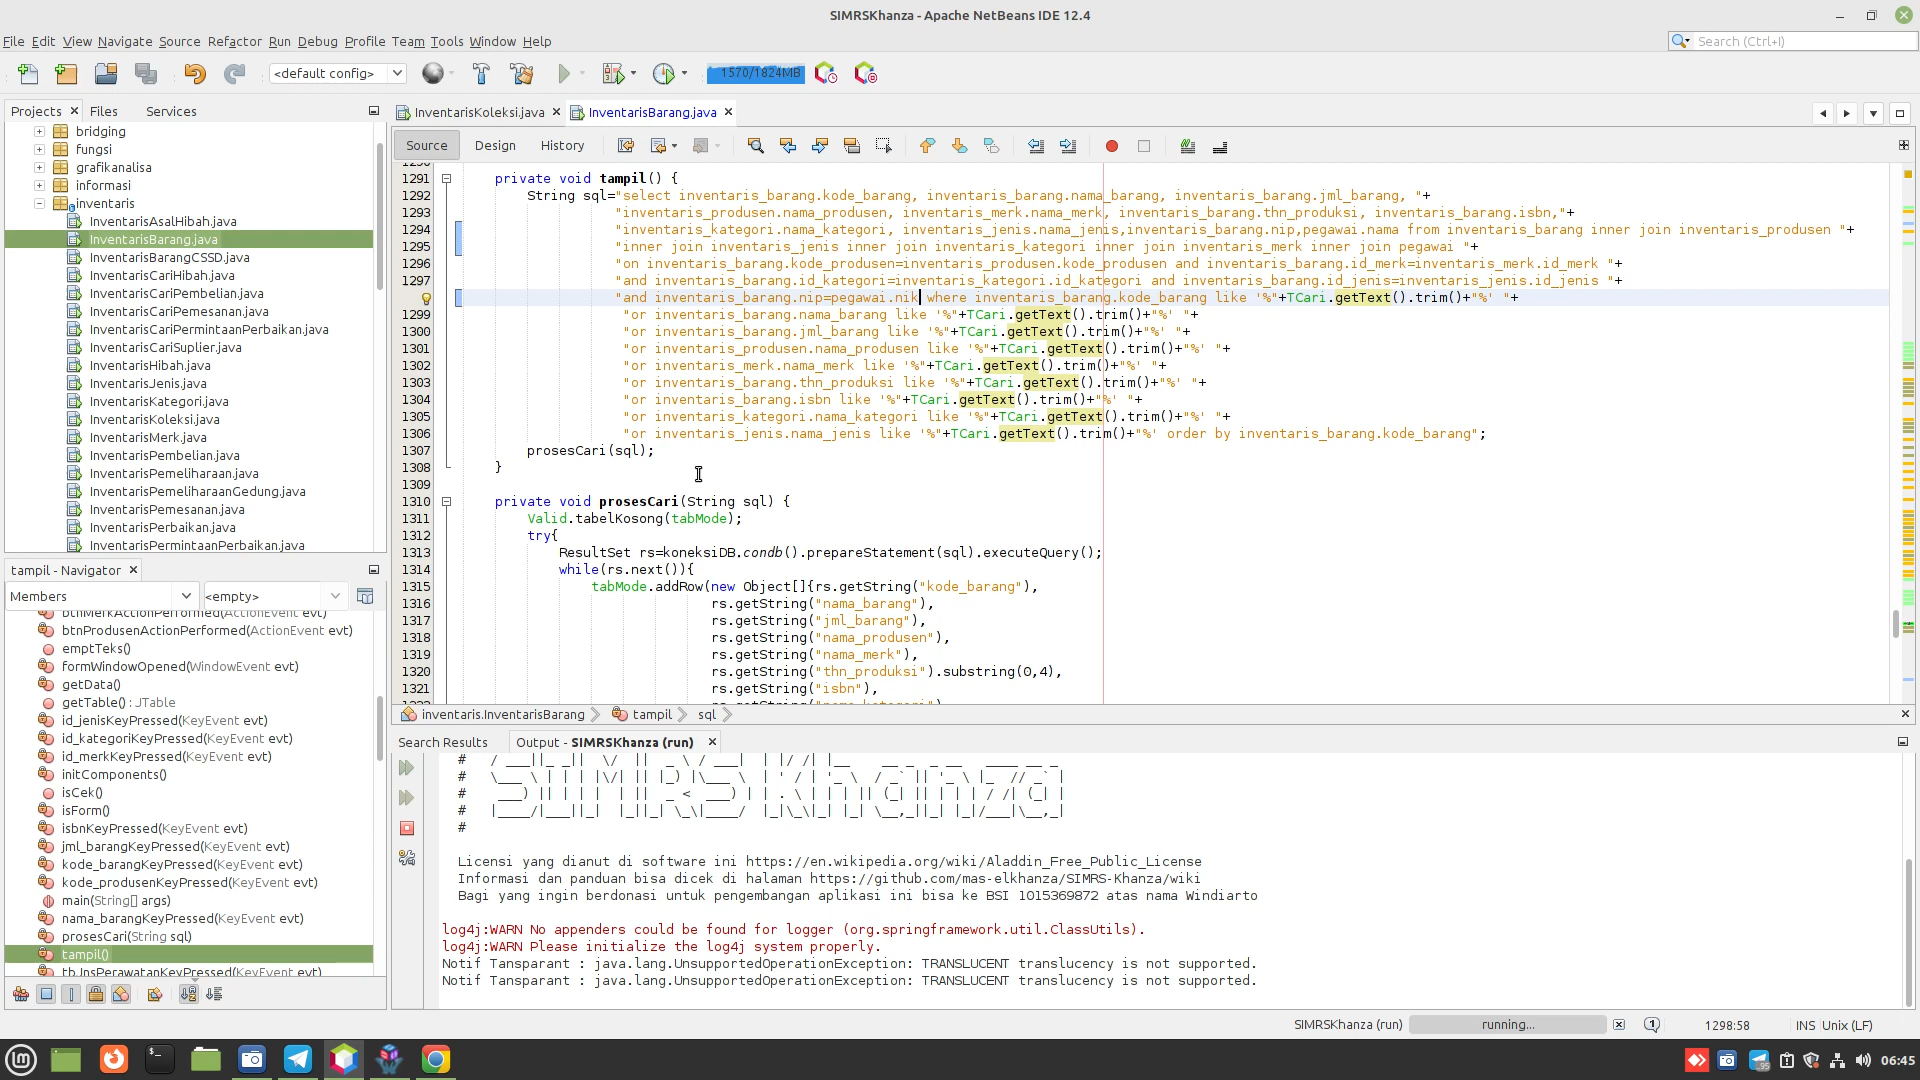 SIMRSKhanza - Apache NetBeans IDE 12.4
File Edit View Navigate Source Refactor Run Debug Profile Team Tools Window Help
Search (Ctrl+I)
<default config>
1570/1824MB
Projects
Files
Services
bridging
fungsi
grafikanalisa
informasi
inventaris
InventarisAsalHibah.java
InventarisBarang.java
InventarisBarangCSSD.java
InventarisCariHibah.java
InventarisCariPembelian.java
InventarisCariPemesanan.java
InventarisCariPermintaanPerbaikan.java
InventarisCariSuplier.java
InventarisHibah.java
InventarisJenis.java
InventarisKategori.java
InventarisKoleksi.java
InventarisMerk.java
InventarisPembelian.java
InventarisPemeliharaan.java
InventarisPemeliharaanGedung.java
InventarisPemesanan.java
InventarisPerbaikan.java
InventarisPermintaanPerbaikan.java
tampil - Navigator
Members
<empty>
btnMerkActionPerformed(ActionEvent evt)
btnProdusenActionPerformed(ActionEvent evt)
emptTeks()
formWindowOpened(WindowEvent evt)
getData()
getTable() : JTable
id_jenisKeyPressed(KeyEvent evt)
id_kategoriKeyPressed(KeyEvent evt)
id_merkKeyPressed(KeyEvent evt)
initComponents()
isCek()
isForm()
isbnKeyPressed(KeyEvent evt)
jml_barangKeyPressed(KeyEvent evt)
kode_barangKeyPressed(KeyEvent evt)
kode_produsenKeyPressed(KeyEvent evt)
main(String[] args)
nama_barangKeyPressed(KeyEvent evt)
prosesCari(String sql)
tampil()
InventarisKoleksi.java
InventarisBarang.java
Source
Design
History
1291 private void tampil() {
1292 String sql="select inventaris_barang.kode_barang, inventaris_barang.nama_barang, inventaris_barang.jml_barang, "+
1293 "inventaris_produsen.nama_produsen, inventaris_merk.nama_merk, inventaris_barang.thn_produksi, inventaris_barang.isbn,"+
1294 "inventaris_kategori.nama_kategori, inventaris_jenis.nama_jenis,inventaris_barang.nip,pegawai.nama from inventaris_barang inner join inventaris_produsen "+
1295 "inner join inventaris_jenis inner join inventaris_kategori inner join inventaris_merk inner join pegawai "+
1296 "on inventaris_barang.kode_produsen=inventaris_produsen.kode_produsen and inventaris_barang.id_merk=inventaris_merk.id_merk "+
1297 "and inventaris_barang.id_kategori=inventaris_kategori.id_kategori and inventaris_barang.id_jenis=inventaris_jenis.id_jenis "+
"and inventaris_barang.nip=pegawai.nik where inventaris_barang.kode_barang like '%"+TCari.getText().trim()+"%' "+
1299 "or inventaris_barang.nama_barang like '%"+TCari.getText().trim()+"%' "+
1300 "or inventaris_barang.jml_barang like '%"+TCari.getText().trim()+"%' "+
1301 "or inventaris_produsen.nama_produsen like '%"+TCari.getText().trim()+"%' "+
1302 "or inventaris_merk.nama_merk like '%"+TCari.getText().trim()+"%' "+
1303 "or inventaris_barang.thn_produksi like '%"+TCari.getText().trim()+"%' "+
1304 "or inventaris_barang.isbn like '%"+TCari.getText().trim()+"%' "+
1305 "or inventaris_kategori.nama_kategori like '%"+TCari.getText().trim()+"%' "+
1306 "or inventaris_jenis.nama_jenis like '%"+TCari.getText().trim()+"%' order by inventaris_barang.kode_barang";
1307 prosesCari(sql);
1308 }
1309
1310 private void prosesCari(String sql) {
1311 Valid.tabelKosong(tabMode);
1312 try{
1313 ResultSet rs=koneksiDB.condb().prepareStatement(sql).executeQuery();
1314 while(rs.next()){
1315 tabMode.addRow(new Object[]{rs.getString("kode_barang"),
1316 rs.getString("nama_barang"),
1317 rs.getString("jml_barang"),
1318 rs.getString("nama_produsen"),
1319 rs.getString("nama_merk"),
1320 rs.getString("thn_produksi").substring(0,4),
1321 rs.getString("isbn"),
inventaris.InventarisBarang
tampil
sql
Search Results
Output - SIMRSKhanza (run)
Licensi yang dianut di software ini https://en.wikipedia.org/wiki/Aladdin_Free_Public_License
Informasi dan panduan bisa dicek di halaman https://github.com/mas-elkhanza/SIMRS-Khanza/wiki
Bagi yang ingin berdonasi untuk pengembangan aplikasi ini bisa ke BSI 1015369872 atas nama Windiarto
log4j:WARN No appenders could be found for logger (org.springframework.util.ClassUtils).
log4j:WARN Please initialize the log4j system properly.
Notif Tansparant : java.lang.UnsupportedOperationException: TRANSLUCENT translucency is not supported.
Notif Tansparant : java.lang.UnsupportedOperationException: TRANSLUCENT translucency is not supported.
SIMRSKhanza (run)
running...
1298:58
INS
Unix (LF)
06:45